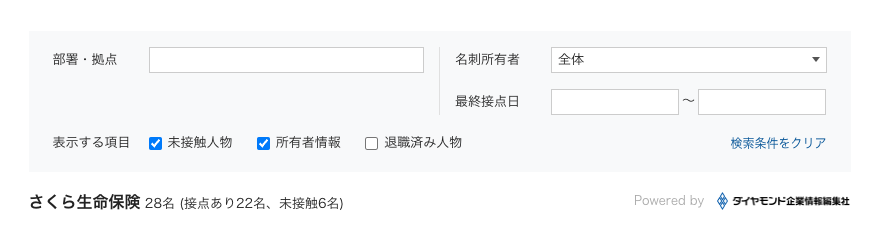 部署・拠点
名刺所有者 全体
最終接点日 ～
表示する項目 未接触人物 所有者情報 退職済み人物 検索条件をクリア
さくら生命保険 28名 (接点あり22名、未接触6名) Powered by ダイヤモンド企業情報編集社